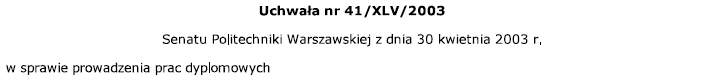 Uchwała nr 41/XLV/2003
Senatu Politechniki Warszawskiej z dnia 30 kwietnia 2003 r.
w sprawie prowadzenia prac dyplomowych